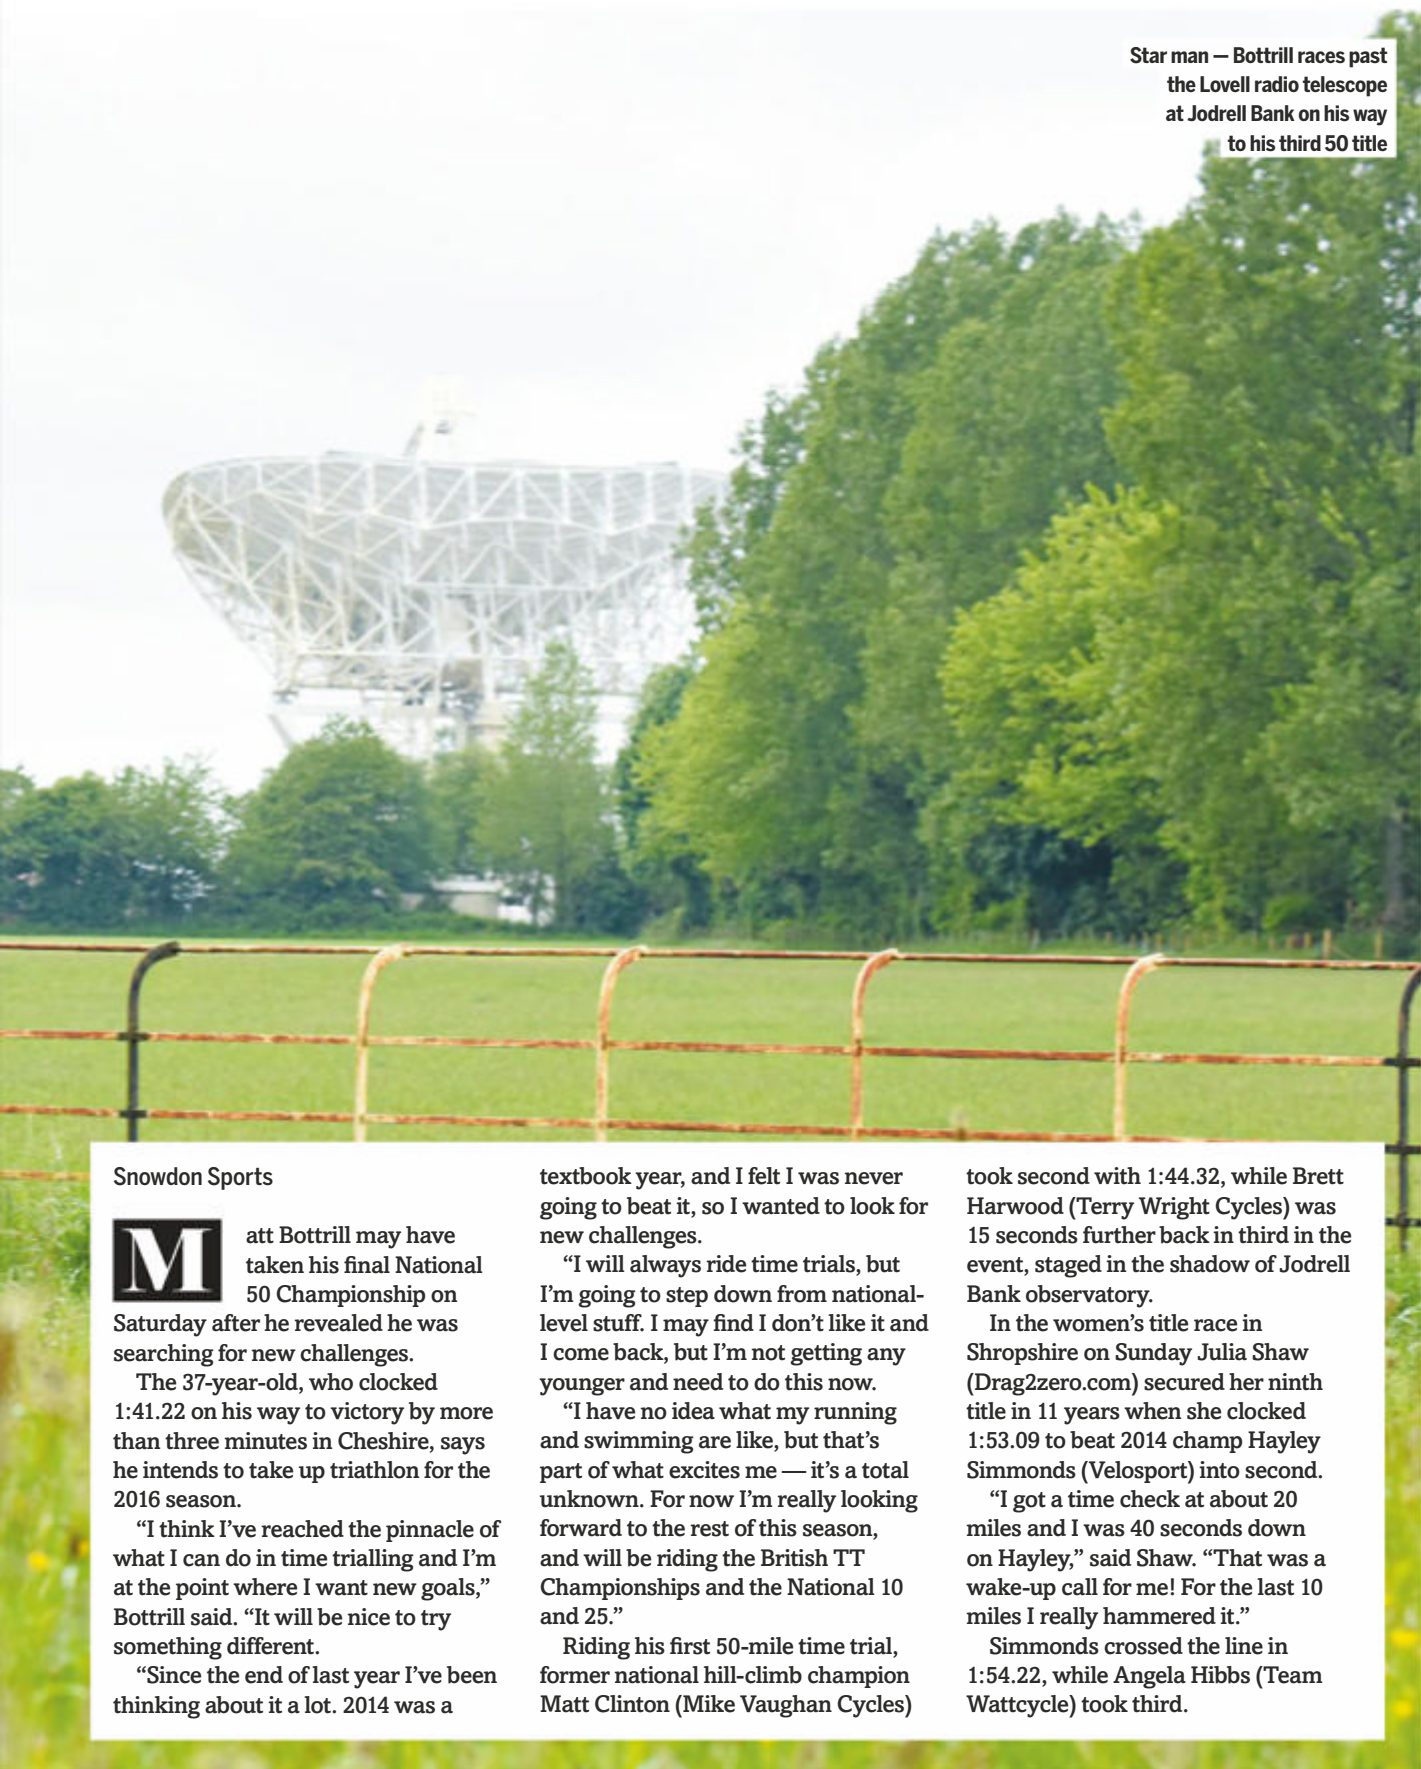 Star man — Bottrill races past
the Lovell radio telescope
at Jodrell Bank on his way
to his third 50 title
Snowdon Sports
Matt Bottrill may have
taken his final National
50 Championship on
Saturday after he revealed he was
searching for new challenges.
The 37-year-old, who clocked
1:41.22 on his way to victory by more
than three minutes in Cheshire, says
he intends to take up triathlon for the
2016 season.
“I think I’ve reached the pinnacle of
what I can do in time trialling and I’m
at the point where I want new goals,”
Bottrill said. “It will be nice to try
something different.
“Since the end of last year I’ve been
thinking about it a lot. 2014 was a
textbook year, and I felt I was never
going to beat it, so I wanted to look for
new challenges.
“I will always ride time trials, but
I’m going to step down from national-
level stuff. I may find I don’t like it and
I come back, but I’m not getting any
younger and need to do this now.
“I have no idea what my running
and swimming are like, but that’s
part of what excites me — it’s a total
unknown. For now I’m really looking
forward to the rest of this season,
and will be riding the British TT
Championships and the National 10
and 25.”
Riding his first 50-mile time trial,
former national hill-climb champion
Matt Clinton (Mike Vaughan Cycles)
took second with 1:44.32, while Brett
Harwood (Terry Wright Cycles) was
15 seconds further back in third in the
event, staged in the shadow of Jodrell
Bank observatory.
In the women’s title race in
Shropshire on Sunday Julia Shaw
(Drag2zero.com) secured her ninth
title in 11 years when she clocked
1:53.09 to beat 2014 champ Hayley
Simmonds (Velosport) into second.
“I got a time check at about 20
miles and I was 40 seconds down
on Hayley,” said Shaw. “That was a
wake-up call for me! For the last 10
miles I really hammered it.”
Simmonds crossed the line in
1:54.22, while Angela Hibbs (Team
Wattcycle) took third.